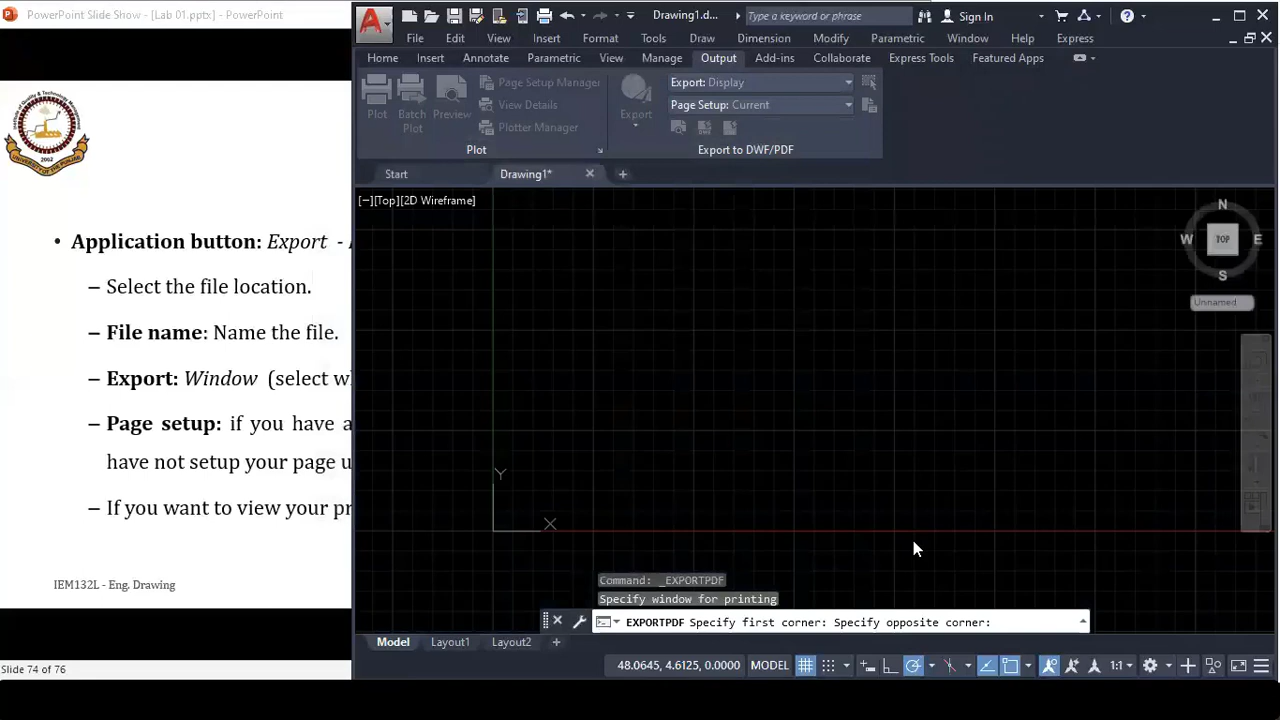 PowerPoint Slide Show - [Lab 01.pptx] - PowerPoint
2002
• Application button: Export -
– Select the file location.
– File name: Name the file.
– Export: Window (select
– Page setup: if you have a
have not setup your page
– If you want to view your
IEM132L - Eng. Drawing
Slide 74 of 76
Drawing1.d...
Type a keyword or phrase
Sign In
File Edit View Insert Format Tools Draw Dimension Modify Parametric Window Help Express
Home Insert Annotate Parametric View Manage Output Add-ins Collaborate Express Tools Featured Apps
Plot
Batch
Plot
Preview
Page Setup Manager
View Details
Plotter Manager
Plot
Export
Export: Display
Page Setup: Current
Export to DWF/PDF
Start
Drawing1*
[−][Top][2D Wireframe]
N
W
TOP
E
S
Unnamed
Y
X
Command: _EXPORTPDF
Specify window for printing
EXPORTPDF Specify first corner: Specify opposite corner:
Model Layout1 Layout2
48.0645, 4.6125, 0.0000 MODEL
1:1